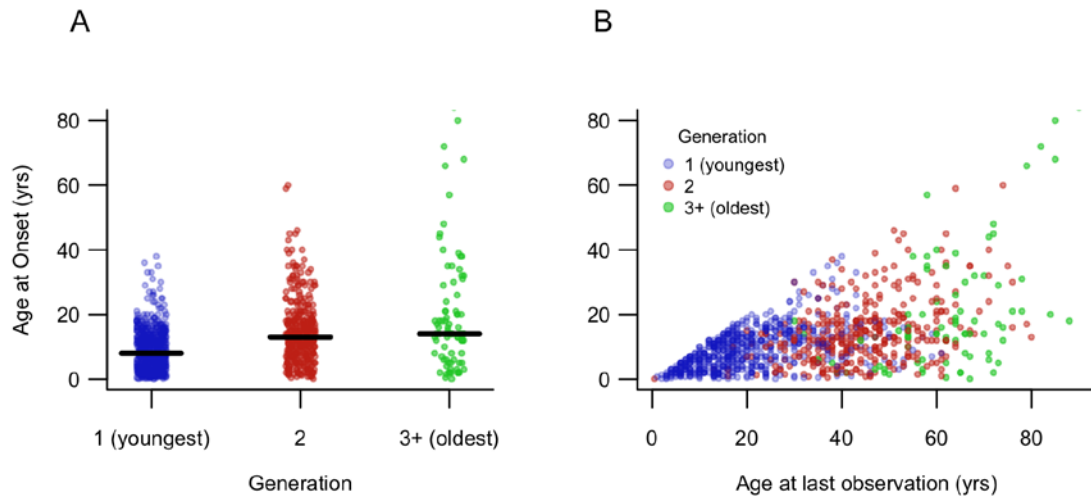 A
B
Age at Onset (yrs)
80
60
40
20
0
1 (youngest)
2
3+ (oldest)
Generation
80
60
40
20
0
Generation
1 (youngest)
2
3+ (oldest)
0
20
40
60
80
Age at last observation (yrs)